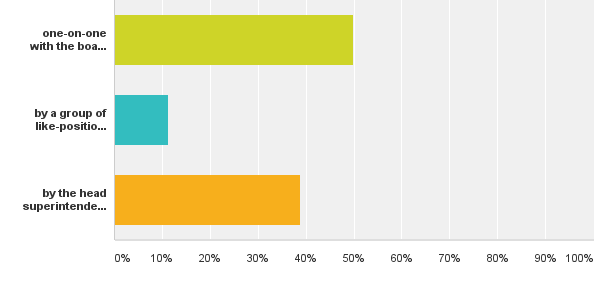 one-on-one
with the boa...
by a group of
like-positio...
by the head
superintende...
0% 10% 20% 30% 40% 50% 60% 70% 80% 90% 100%